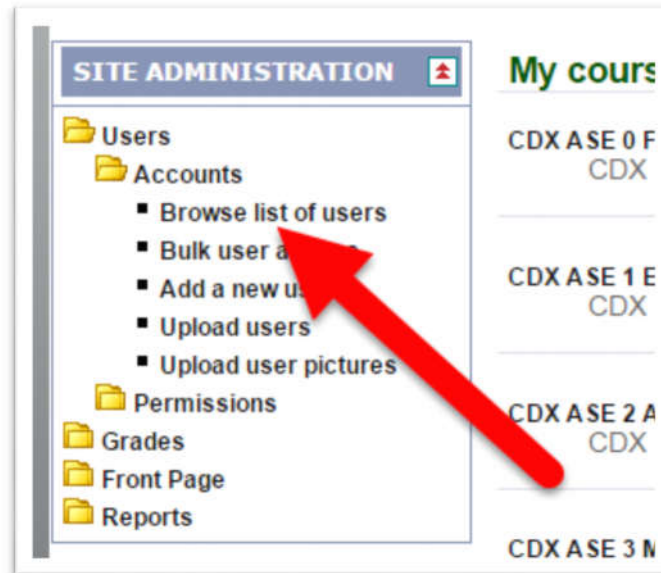 SITE ADMINISTRATION
Users
Accounts
Browse list of users
Bulk user
Add a new
Upload users
Upload user pictures
Permissions
Grades
Front Page
Reports
My cours
CDX ASE 0 F
CDX
CDX ASE 1 E
CDX
CDX ASE 2 A
CDX
CDX ASE 3 M